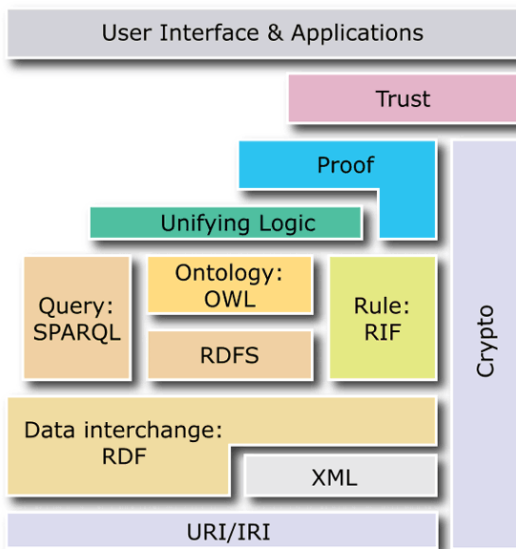 User Interface & Applications
Trust
Proof
Unifying Logic
Query:
SPARQL
Ontology:
OWL
RDFS
Rule:
RIF
Crypto
Data interchange:
RDF
XML
URI/IRI